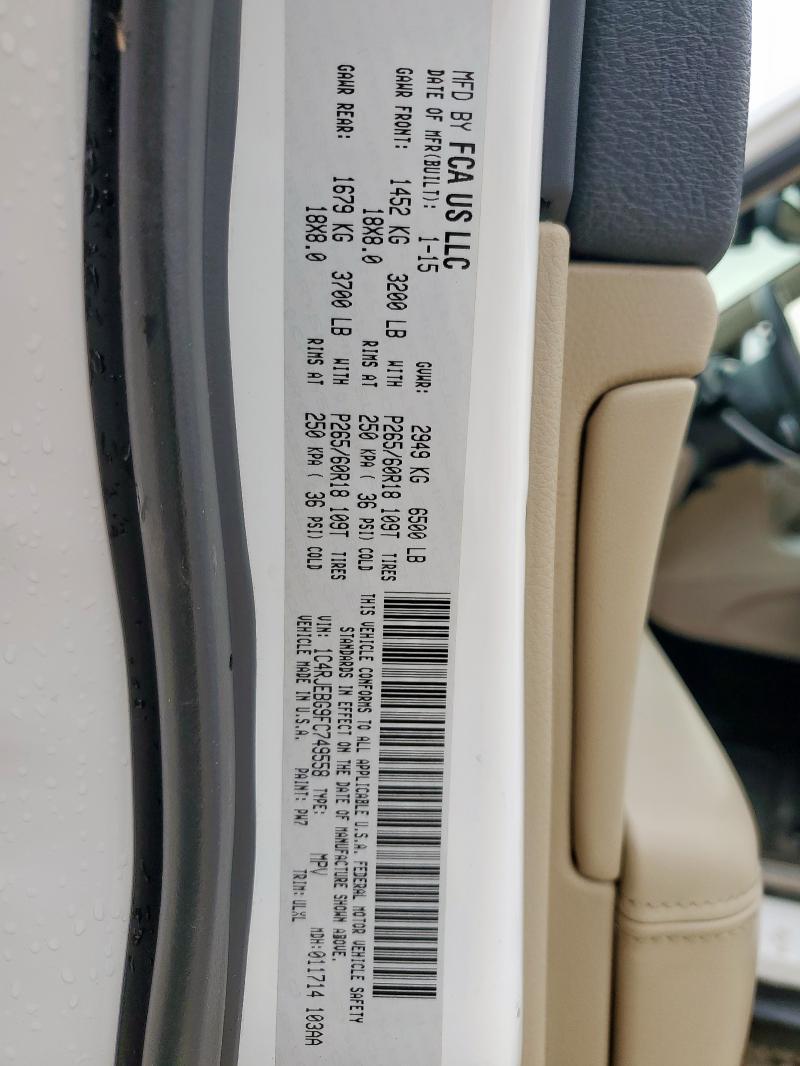 MFD BY FCA US LLC
DATE OF MFR(BUILT): 1-15 GVWR: 2949 KG 6500 LB
GAWR FRONT: 1452 KG 3200 LB WITH P265/60R18 109T TIRES
18X8.0 RIMS AT 250 KPA ( 36 PSI) COLD
GAWR REAR: 1679 KG 3700 LB WITH P265/60R18 109T TIRES
18X8.0 RIMS AT 250 KPA ( 36 PSI) COLD
THIS VEHICLE CONFORMS TO ALL APPLICABLE U.S.A. FEDERAL MOTOR VEHICLE SAFETY
STANDARDS IN EFFECT ON THE DATE OF MANUFACTURE SHOWN ABOVE.
VIN: 1C4RJEBG9FC749558 TYPE: MPV MDH:011714 103AA
VEHICLE MADE IN U.S.A. PAINT: PW7 TRIM: ULXL